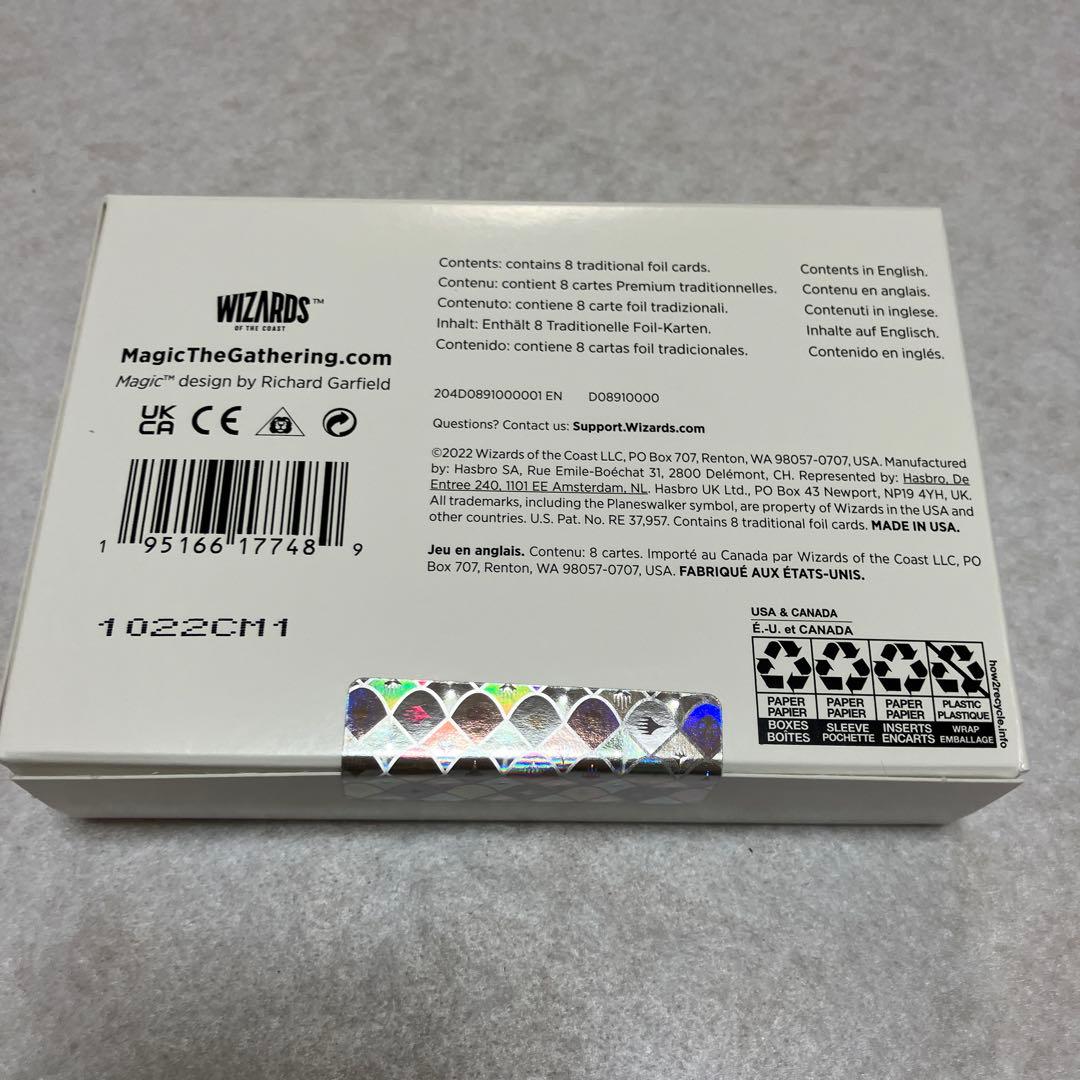 WIZARDS™
OF THE COAST
MagicTheGathering.com
Magic™ design by Richard Garfield
UK
CA CE
1 95166 17748 9
1022CM1
Contents: contains 8 traditional foil cards.
Contenu: contient 8 cartes Premium traditionnelles.
Contenuto: contiene 8 carte foil tradizionali.
Inhalt: Enthält 8 Traditionelle Foil-Karten.
Contenido: contiene 8 cartas foil tradicionales.
Contents in English.
Contenu en anglais.
Contenuti in inglese.
Inhalte auf Englisch.
Contenido en inglés.
204D0891000001 EN D08910000
Questions? Contact us: Support.Wizards.com
©2022 Wizards of the Coast LLC, PO Box 707, Renton, WA 98057-0707, USA. Manufactured
by: Hasbro SA, Rue Emile-Boéchat 31, 2800 Delémont, CH. Represented by: Hasbro, De
Entree 240, 1101 EE Amsterdam, NL. Hasbro UK Ltd., PO Box 43 Newport, NP19 4YH, UK.
All trademarks, including the Planeswalker symbol, are property of Wizards in the USA and
other countries. U.S. Pat. No. RE 37,957. Contains 8 traditional foil cards. MADE IN USA.
Jeu en anglais. Contenu: 8 cartes. Importé au Canada par Wizards of the Coast LLC, PO
Box 707, Renton, WA 98057-0707, USA. FABRIQUÉ AUX ÉTATS-UNIS.
USA & CANADA
É.-U. et CANADA
PAPER PAPER PAPER PLASTIC
PAPIER PAPIER PAPIER PLASTIQUE
BOXES SLEEVE INSERTS WRAP
BOÎTES POCHETTE ENCARTS EMBALLAGE
how2recycle.info